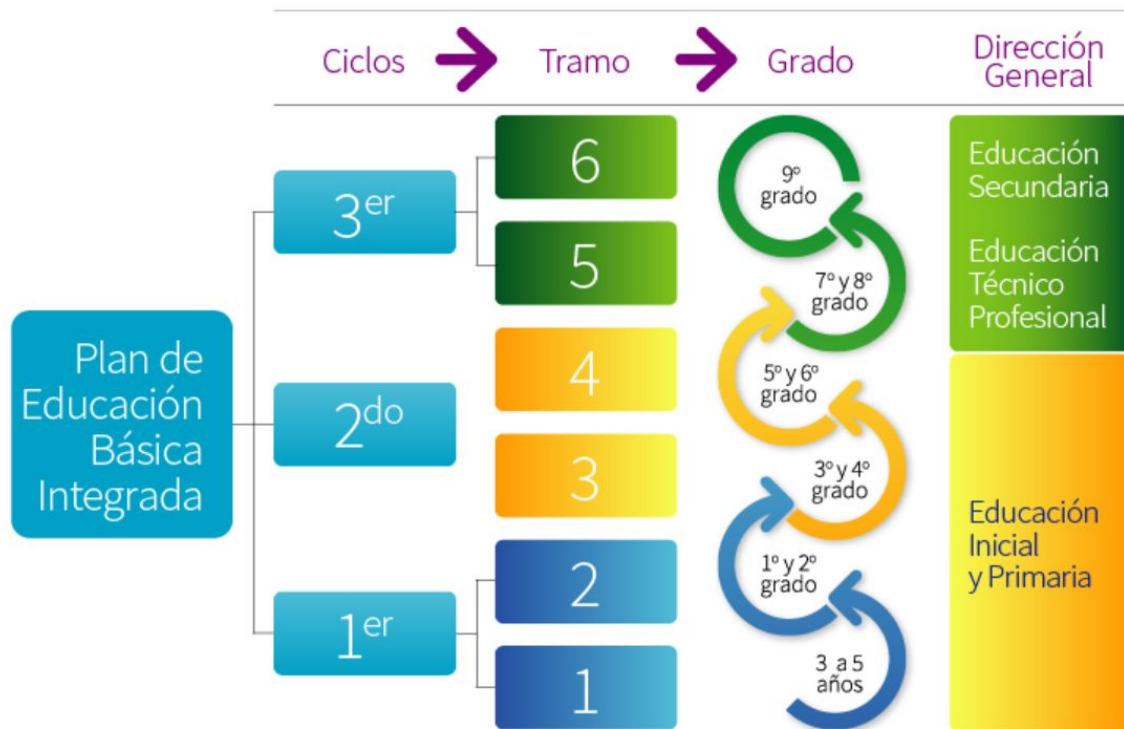 Ciclos
Tramo
Grado
Dirección
General
Plan de
Educación
Básica
Integrada
3er
2do
1er
6
5
4
3
2
1
9º
grado
7º y 8º
grado
5º y 6º
grado
3º y 4º
grado
1º y 2º
grado
3 a 5
años
Educación
Secundaria
Educación
Técnico
Profesional
Educación
Inicial
y Primaria